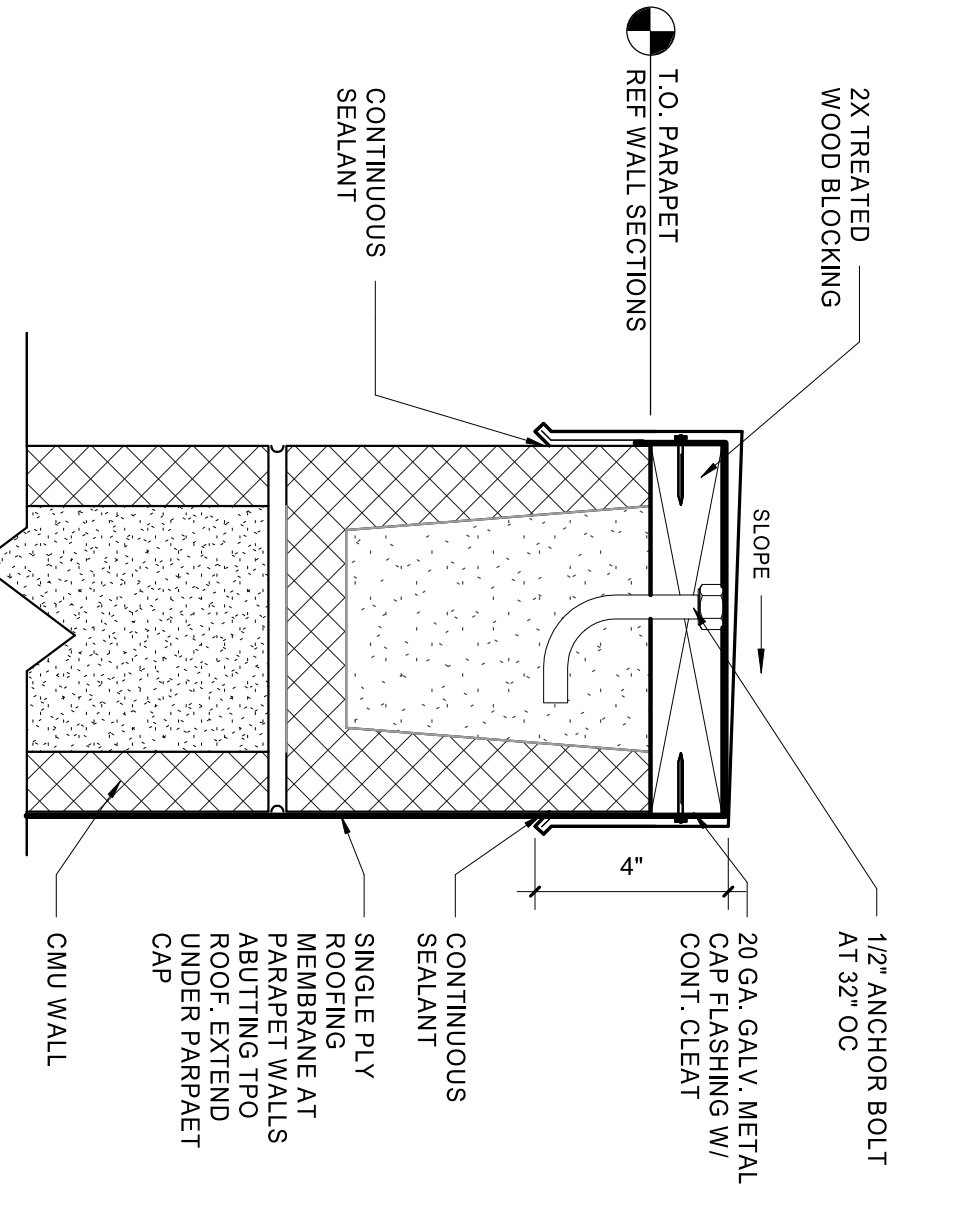 2X TREATED
WOOD BLOCKING
T.O. PARAPET
REF WALL SECTIONS
CONTINUOUS
SEALANT
SLOPE
4"
1/2" ANCHOR BOLT
AT 32" OC
20 GA. GALV. METAL
CAP FLASHING W/
CONT. CLEAT
CONTINUOUS
SEALANT
SINGLE PLY
ROOFING
MEMBRANE AT
PARAPET WALLS
ABUTTING TPO
ROOF. EXTEND
UNDER PARPAET
CAP
CMU WALL